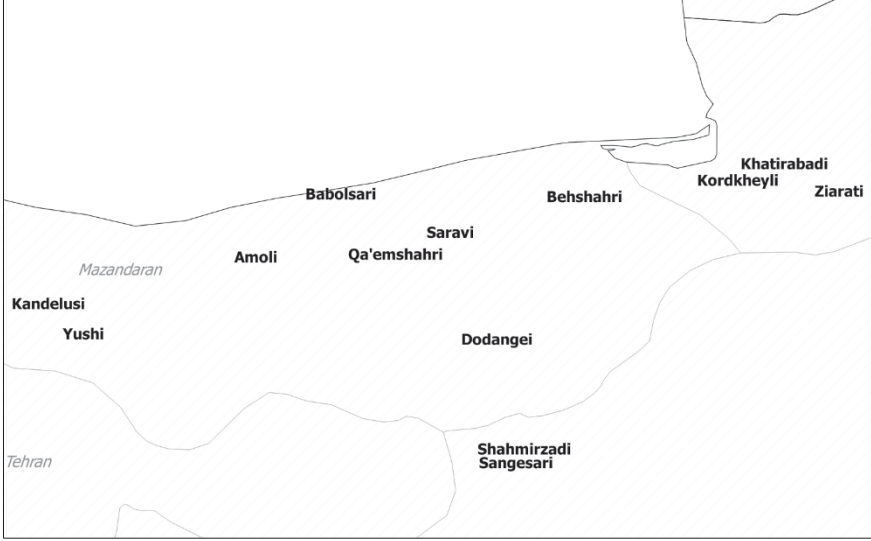 Khatirabadi
Kordkheyli
Ziarati
Babolsari
Behshahri
Saravi
Amoli
Qa'emshahri
Mazandaran
Kandelusi
Yushi
Dodangei
Shahmirzadi
Sangesari
Tehran